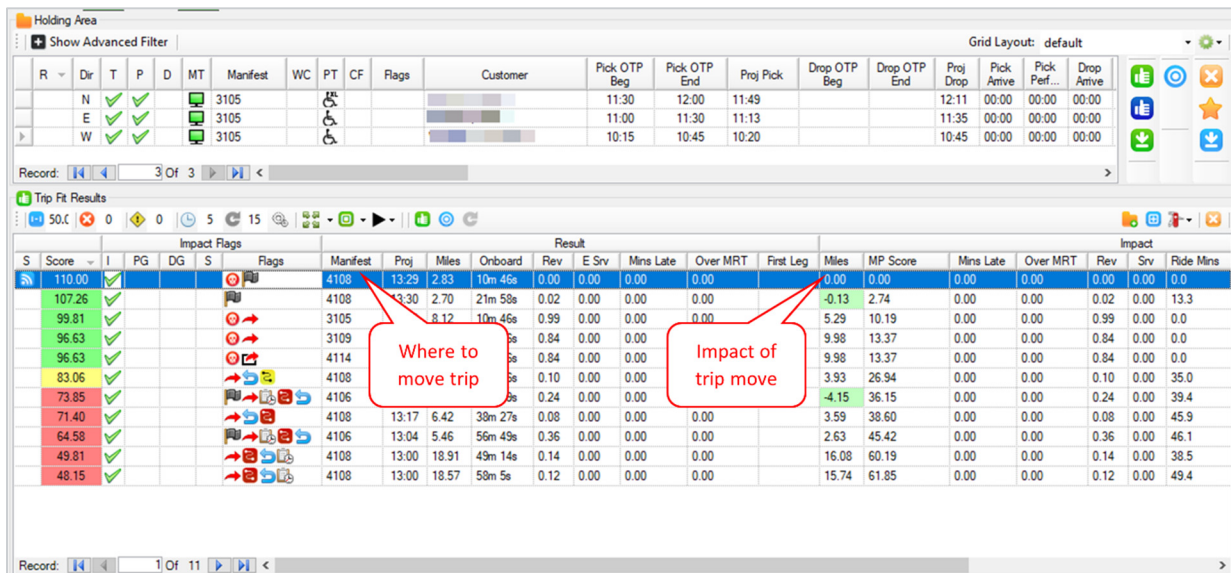 Holding Area
Show Advanced Filter Grid Layout: default
R Dir T P D MT Manifest WC PT CF Flags Customer Pick OTP Beg Pick OTP End Proj Pick Drop OTP Beg Drop OTP End Proj Drop Pick Arrive Pick Perf... Drop Arrive
N 3105 XL 11:30 12:00 11:49 12:11 00:00 00:00 00:00
E 3105 11:00 11:30 11:13 11:35 00:00 00:00 00:00
W 3105 10:15 10:45 10:20 10:45 00:00 00:00 00:00
Record: 3 Of 3
Trip Fit Results
50.( 0 0 5 15
Impact Flags Result Impact
S Score I PG DG S Flags Manifest Proj Miles Onboard Rev E Srv Mins Late Over MRT First Leg Miles MP Score Mins Late Over MRT Rev Srv Ride Mins
110.00 4108 13:29 2.83 10m 46s 0.00 0.00 0.00 0.00 0.00 0.00 0.00 0.00 0.00 0.00 0.0
107.26 4108 13:30 2.70 21m 58s 0.02 0.00 0.00 0.00 -0.13 2.74 0.00 0.00 0.02 0.00 13.3
99.81 3105 8.12 10m 46s 0.99 0.00 0.00 0.00 5.29 10.19 0.00 0.00 0.99 0.00 0.0
96.63 3109 0.84 0.00 0.00 9.98 13.37 0.00 0.00 0.84 0.00 0.0
96.63 4114 0.84 0.00 0.00 9.98 13.37 0.00 0.00 0.84 0.00 0.0
83.06 4108 0.10 0.00 0.00 3.93 26.94 0.00 0.00 0.10 0.00 35.0
73.85 4106 0.24 0.00 0.00 -4.15 36.15 0.00 0.00 0.24 0.00 39.4
71.40 4108 13:17 6.42 38m 27s 0.08 0.00 0.00 0.00 3.59 38.60 0.00 0.00 0.08 0.00 45.9
64.58 4106 13:04 5.46 56m 49s 0.36 0.00 0.00 0.00 2.63 45.42 0.00 0.00 0.36 0.00 46.1
49.81 4108 13:00 18.91 49m 14s 0.14 0.00 0.00 0.00 16.08 60.19 0.00 0.00 0.14 0.00 38.5
48.15 4108 13:00 18.57 58m 5s 0.12 0.00 0.00 0.00 15.74 61.85 0.00 0.00 0.12 0.00 49.4
Where to
move trip
Impact of
trip move
Record: 1 Of 11